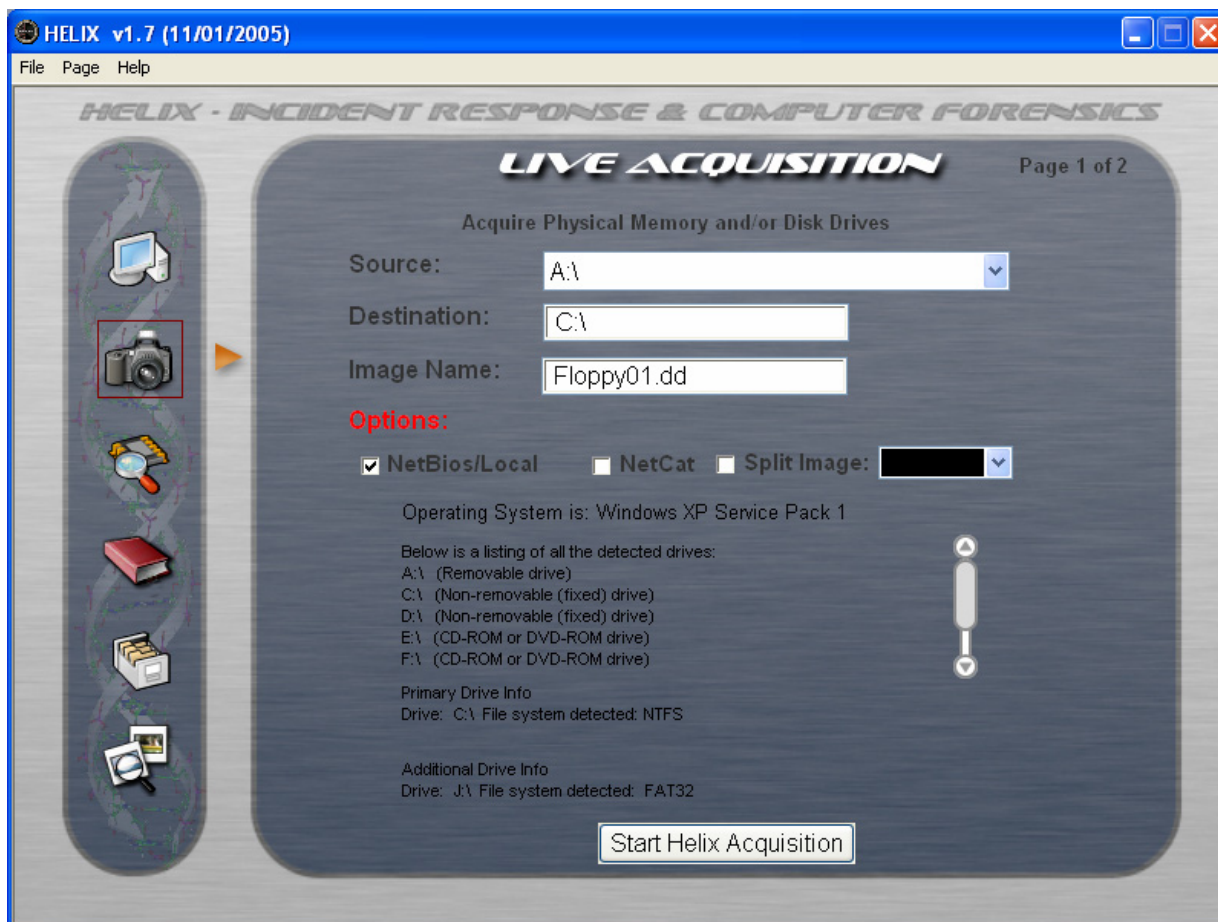 HELIX v1.7 (11/01/2005)
File Page Help
HELIX - INCIDENT RESPONSE & COMPUTER FORENSICS
LIVE ACQUISITION
Page 1 of 2
Acquire Physical Memory and/or Disk Drives
Source: A:\
Destination: C:\
Image Name: Floppy01.dd
Options:
NetBios/Local NetCat Split Image:
Operating System is: Windows XP Service Pack 1
Below is a listing of all the detected drives:
A:\ (Removable drive)
C:\ (Non-removable (fixed) drive)
D:\ (Non-removable (fixed) drive)
E:\ (CD-ROM or DVD-ROM drive)
F:\ (CD-ROM or DVD-ROM drive)
Primary Drive Info
Drive: C:\ File system detected: NTFS
Additional Drive Info
Drive: J:\ File system detected: FAT32
Start Helix Acquisition